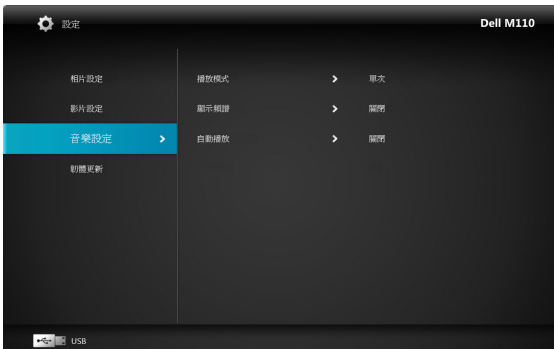 設定
Dell M110
相片設定
播放模式 單次
影片設定
顯示頻譜 關閉
音樂設定
自動播放 關閉
韌體更新
USB